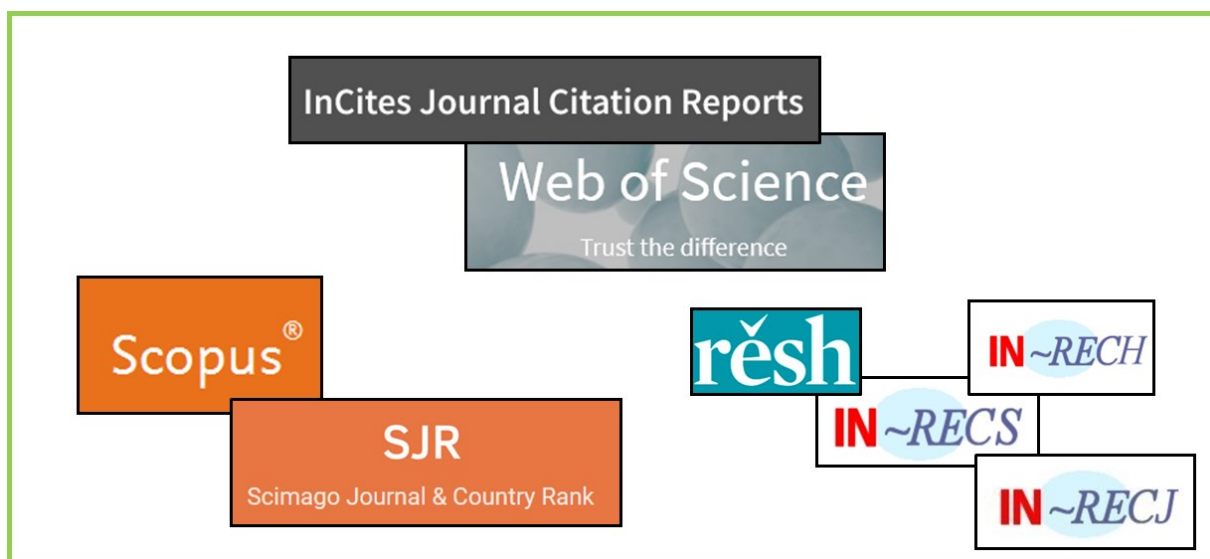 InCites Journal Citation Reports
Web of Science
Trust the difference
Scopus®
SJR
Scimago Journal & Country Rank
rěsh
IN~RECH
IN~RECS
IN~RECJ